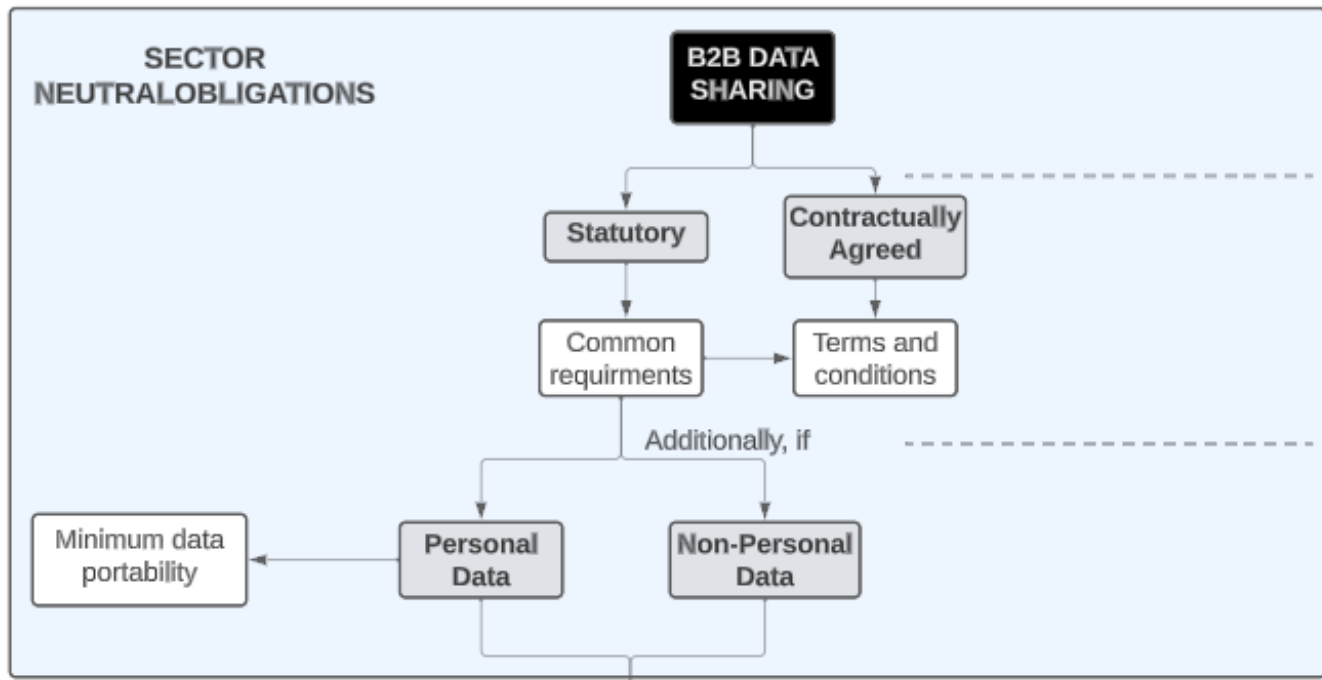 SECTOR
NEUTRALOBLIGATIONS
B2B DATA
SHARING
Statutory
Contractually
Agreed
Common
requirments
Terms and
conditions
Additionally, if
Minimum data
portability
Personal
Data
Non-Personal
Data